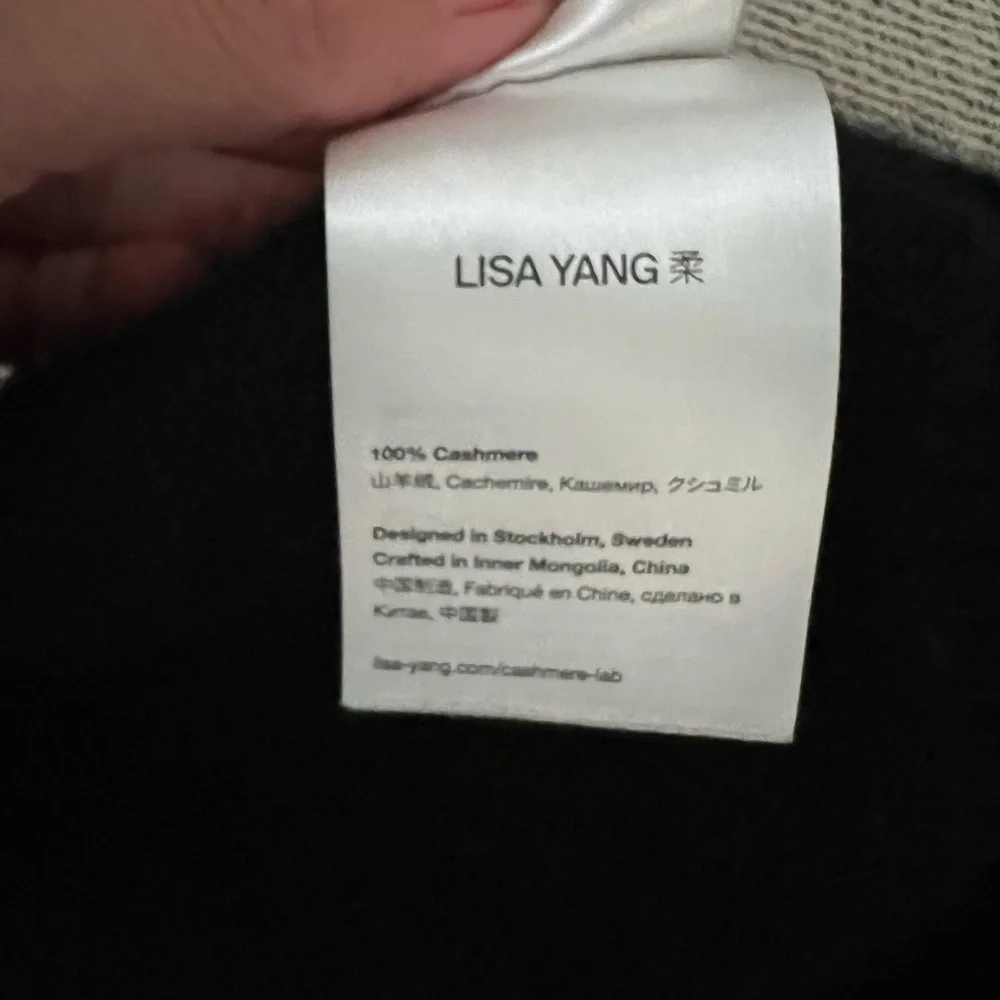 LISA YANG 柔
100% Cashmere
山羊绒, Cachemire, Кашемир, クシュミル
Designed in Stockholm, Sweden
Crafted in Inner Mongolia, China
中国制造, Fabriqué en Chine, сделано в
Китае, 中国製
lisa-yang.com/cashmere-lab